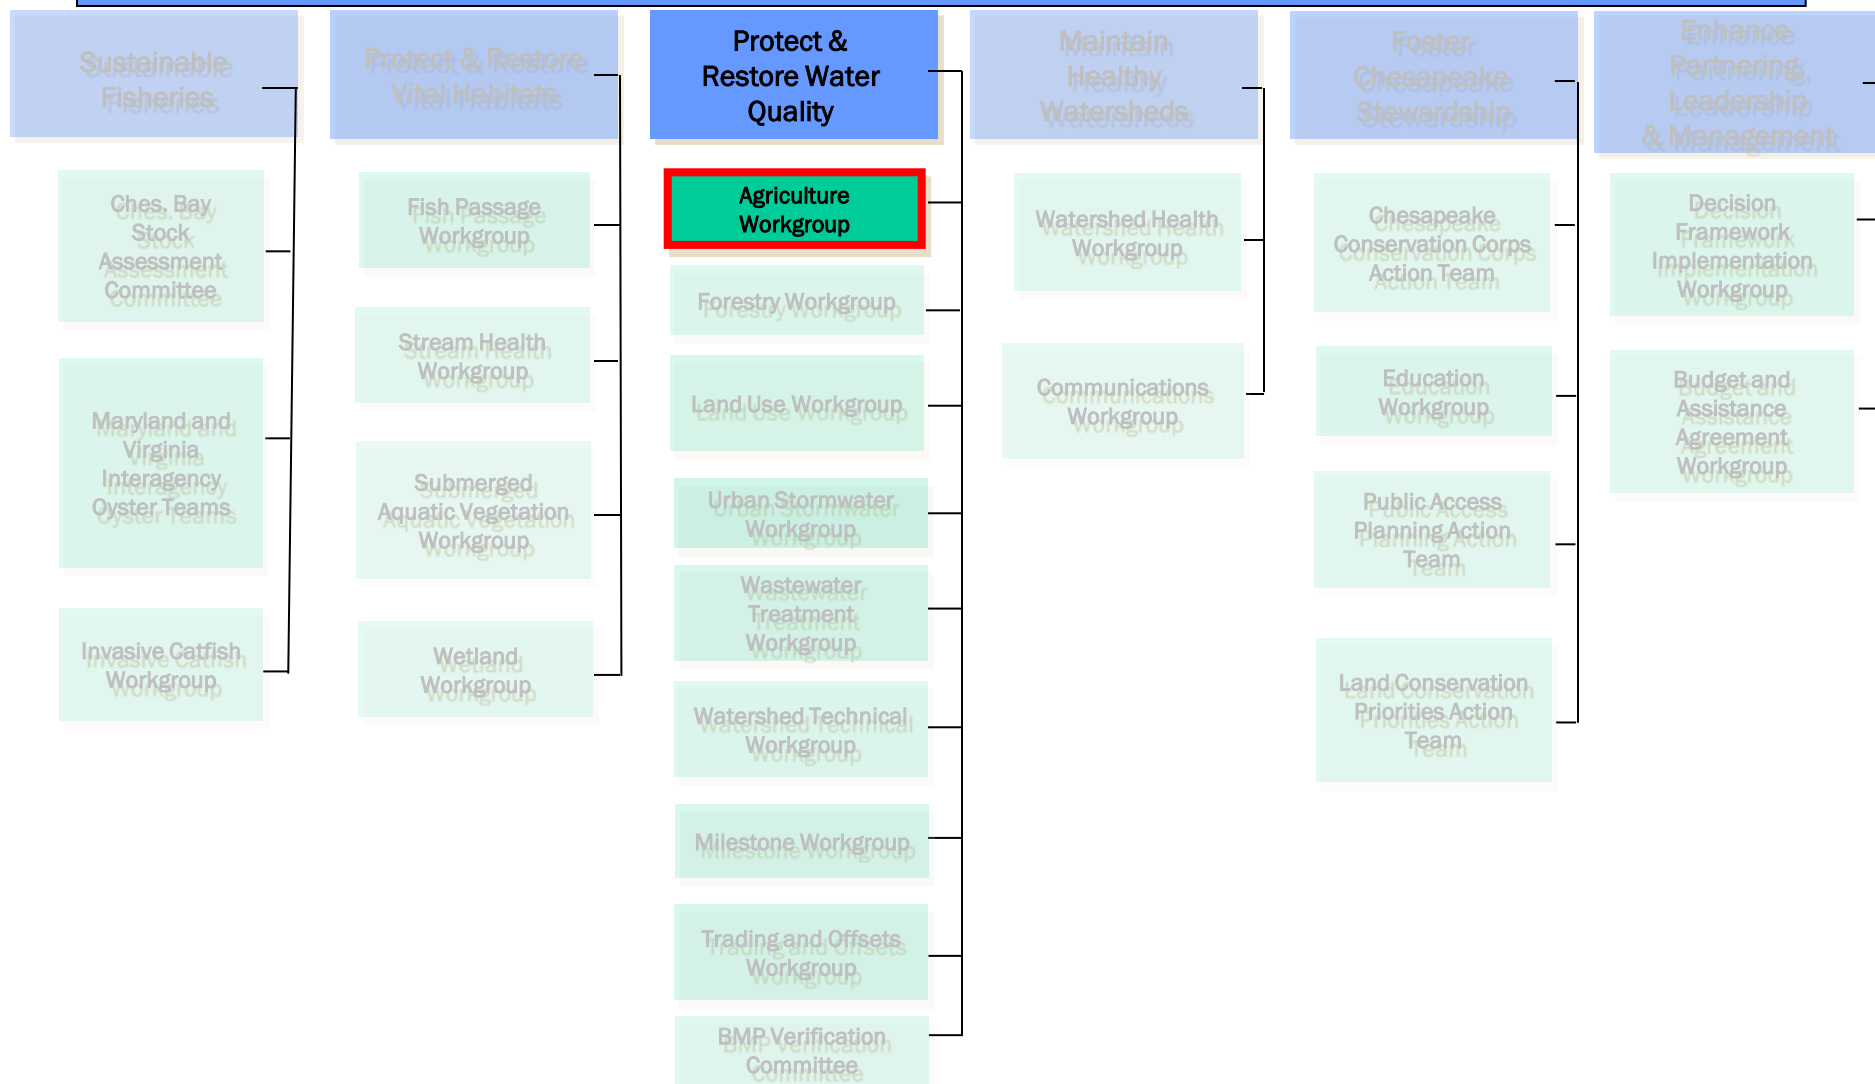 Sustainable
Fisheries
Protect & Restore
Vital Habitats
Protect &
Restore Water
Quality
Maintain
Healthy
Watersheds
Foster
Chesapeake
Stewardship
Enhance
Partnering,
Leadership
& Management
Ches. Bay
Stock
Assessment
Committee
Maryland and
Virginia
Interagency
Oyster Teams
Invasive Catfish
Workgroup
Fish Passage
Workgroup
Stream Health
Workgroup
Submerged
Aquatic Vegetation
Workgroup
Wetland
Workgroup
Agriculture
Workgroup
Forestry Workgroup
Land Use Workgroup
Urban Stormwater
Workgroup
Wastewater
Treatment
Workgroup
Watershed Technical
Workgroup
Milestone Workgroup
Trading and Offsets
Workgroup
BMP Verification
Committee
Watershed Health
Workgroup
Communications
Workgroup
Chesapeake
Conservation Corps
Action Team
Education
Workgroup
Public Access
Planning Action
Team
Land Conservation
Priorities Action
Team
Decision
Framework
Implementation
Workgroup
Budget and
Assistance
Agreement
Workgroup